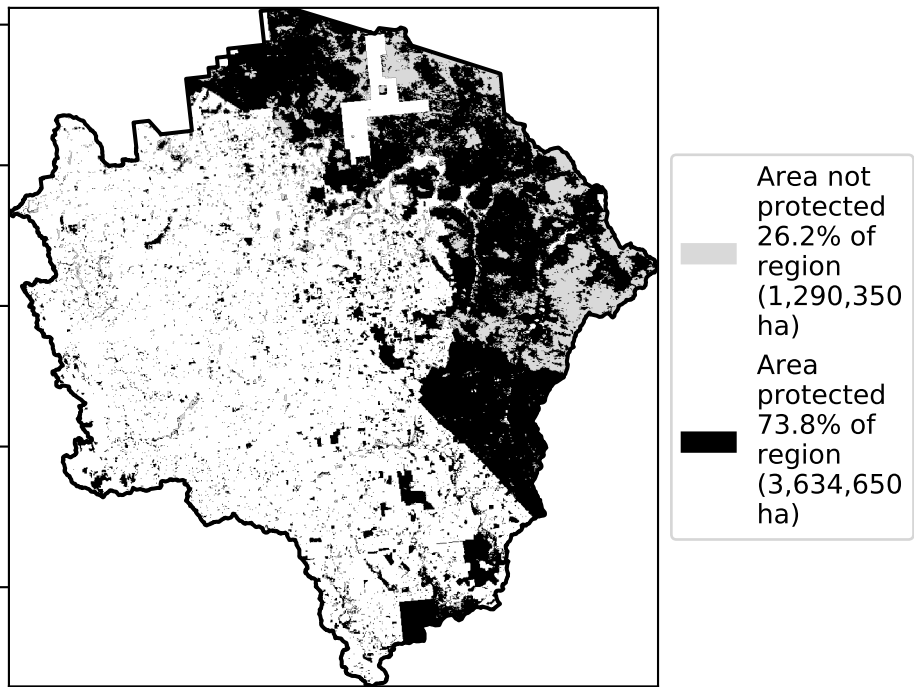 Area not
protected
26.2% of
region
(1,290,350
ha)
Area
protected
73.8% of
region
(3,634,650
ha)